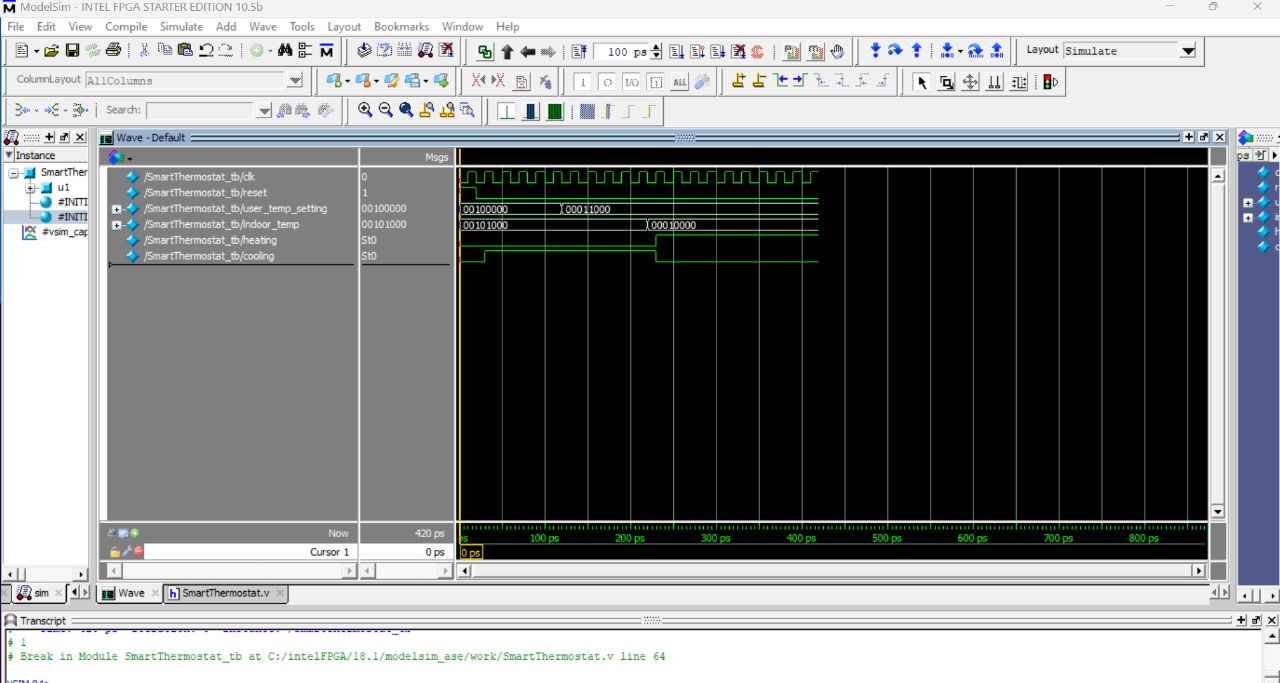 ModelSim - INTEL FPGA STARTER EDITION 10.5b
File Edit View Compile Simulate Add Wave Tools Layout Bookmarks Window Help
100 ps
Layout Simulate
ColumnLayout AllColumns
ALL
Search:
Wave - Default
Instance
Msgs
ps
SmartTher
u1
#INITI
#INITI
#vsim_cap
/SmartThermostat_tb/clk 0
/SmartThermostat_tb/reset 1
/SmartThermostat_tb/user_temp_setting 00100000 00100000 00011000
/SmartThermostat_tb/indoor_temp 00101000 00101000 00010000
/SmartThermostat_tb/heating St0
/SmartThermostat_tb/cooling St0
Now 420 ps
100 ps 200 ps 300 ps 400 ps 500 ps 600 ps 700 ps 800 ps
Cursor 1 0 ps 0 ps
sim Wave SmartThermostat.v
Transcript
# 1
# Break in Module SmartThermostat_tb at C:/intelFPGA/18.1/modelsim_ase/work/SmartThermostat.v line 64